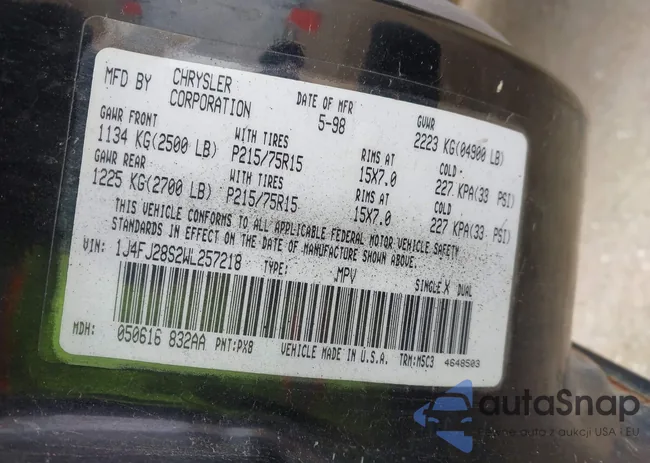 MFD BY CHRYSLER CORPORATION DATE OF MFR 5-98 GVWR 2223 KG(04900 LB)
GAWR FRONT WITH TIRES RIMS AT COLD
1134 KG(2500 LB) P215/75R15 15X7.0 227 KPA(33 PSI)
GAWR REAR WITH TIRES RIMS AT COLD
1225 KG(2700 LB) P215/75R15 15X7.0 227 KPA(33 PSI)
THIS VEHICLE CONFORMS TO ALL APPLICABLE FEDERAL MOTOR VEHICLE SAFETY
STANDARDS IN EFFECT ON THE DATE OF MANUFACTURE SHOWN ABOVE.
VIN: 1J4FJ28S2WL257218 TYPE: MPV SINGLE X DUAL
MDH: 050616 832AA PNT:PX8 VEHICLE MADE IN U.S.A. TRM:M5C3 4648503
autoSnap
auto z aukcji USA i EU